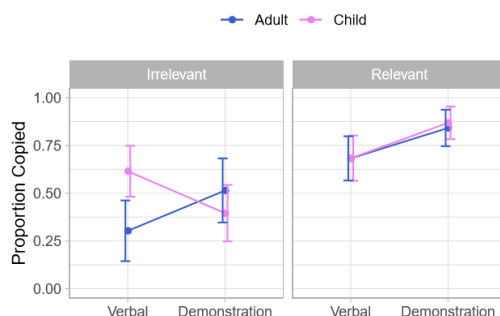 Adult Child
Irrelevant Relevant
Proportion Copied
1.00
0.75
0.50
0.25
0.00
Verbal Demonstration Verbal Demonstration